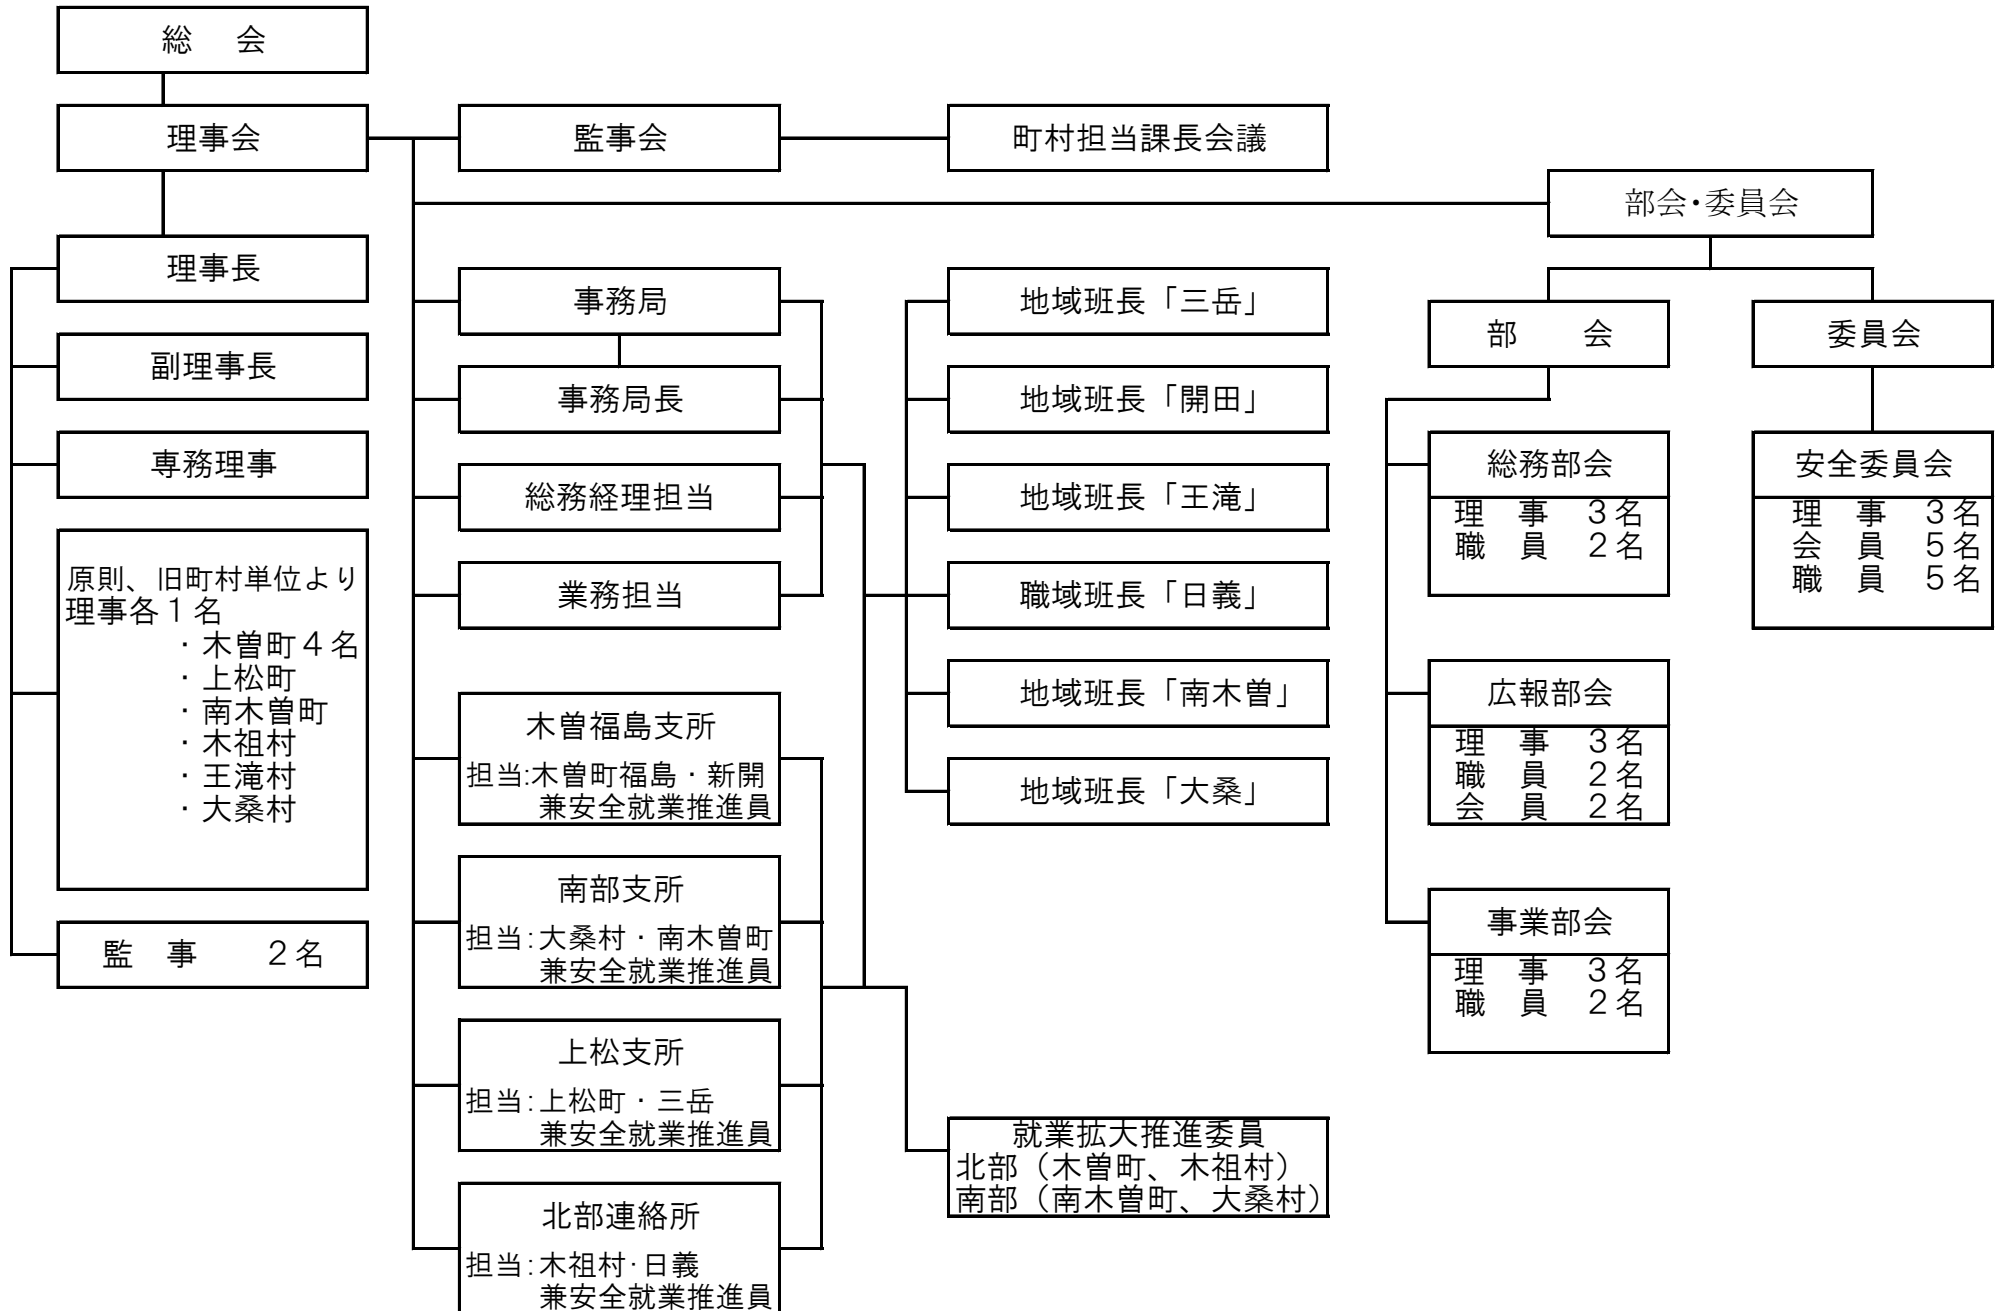 総 会
理事会
監事会
町村担当課長会議
部会・委員会
理事長
副理事長
専務理事
原則、旧町村単位より
理事各１名
・木曽町４名
・上松町
・南木曽町
・木祖村
・王滝村
・大桑村
監 事 ２名
事務局
事務局長
総務経理担当
業務担当
木曽福島支所
担当:木曽町福島・新開
兼安全就業推進員
南部支所
担当:大桑村・南木曽町
兼安全就業推進員
上松支所
担当:上松町・三岳
兼安全就業推進員
北部連絡所
担当:木祖村・日義
兼安全就業推進員
地域班長「三岳」
地域班長「開田」
地域班長「王滝」
職域班長「日義」
地域班長「南木曽」
地域班長「大桑」
就業拡大推進委員
北部（木曽町、木祖村）
南部（南木曽町、大桑村）
部 会
総務部会
理 事 ３名
職 員 ２名
広報部会
理 事 ３名
職 員 ２名
会 員 ２名
事業部会
理 事 ３名
職 員 ２名
委員会
安全委員会
理 事 ３名
会 員 ５名
職 員 ５名